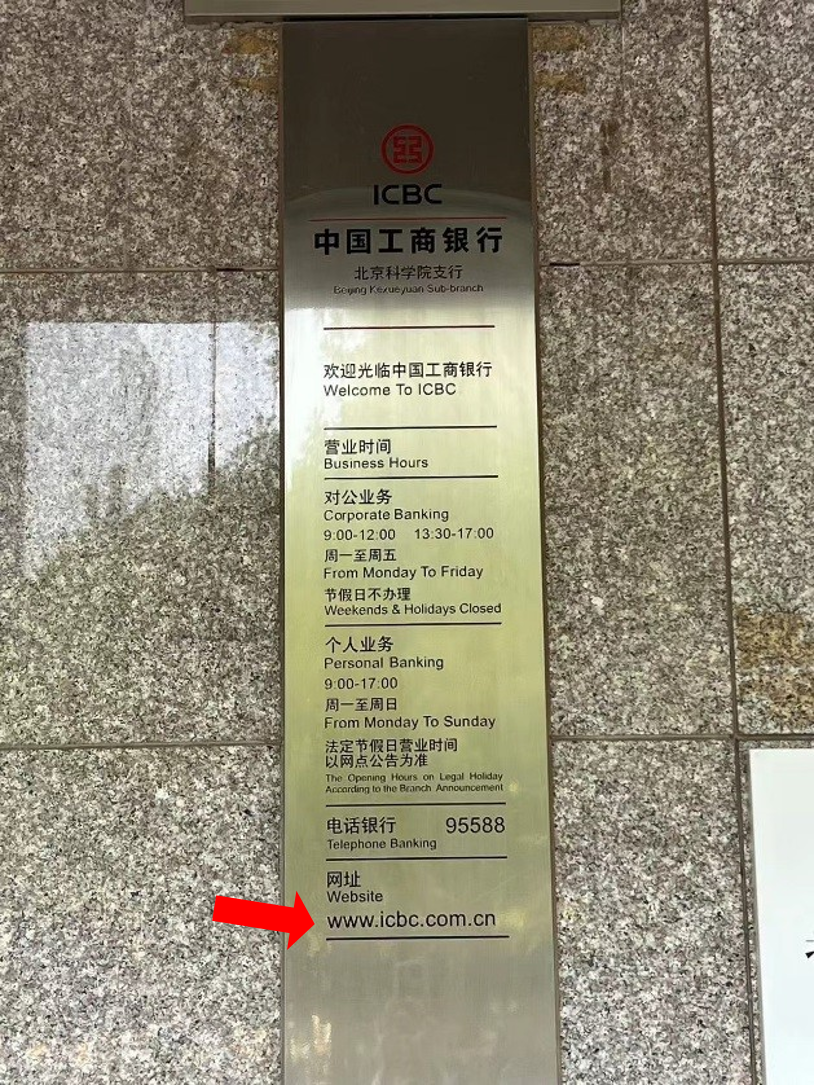 ICBC
中国工商银行
北京科学院支行
Beijing Kexueyuan Sub-branch
欢迎光临中国工商银行
Welcome To ICBC
营业时间
Business Hours
对公业务
Corporate Banking
9:00-12:00 13:30-17:00
周一至周五
From Monday To Friday
节假日不办理
Weekends & Holidays Closed
个人业务
Personal Banking
9:00-17:00
周一至周日
From Monday To Sunday
法定节假日营业时间
以网点公告为准
The Opening Hours on Legal Holiday
According to the Branch Announcement
电话银行 95588
Telephone Banking
网址
Website
www.icbc.com.cn